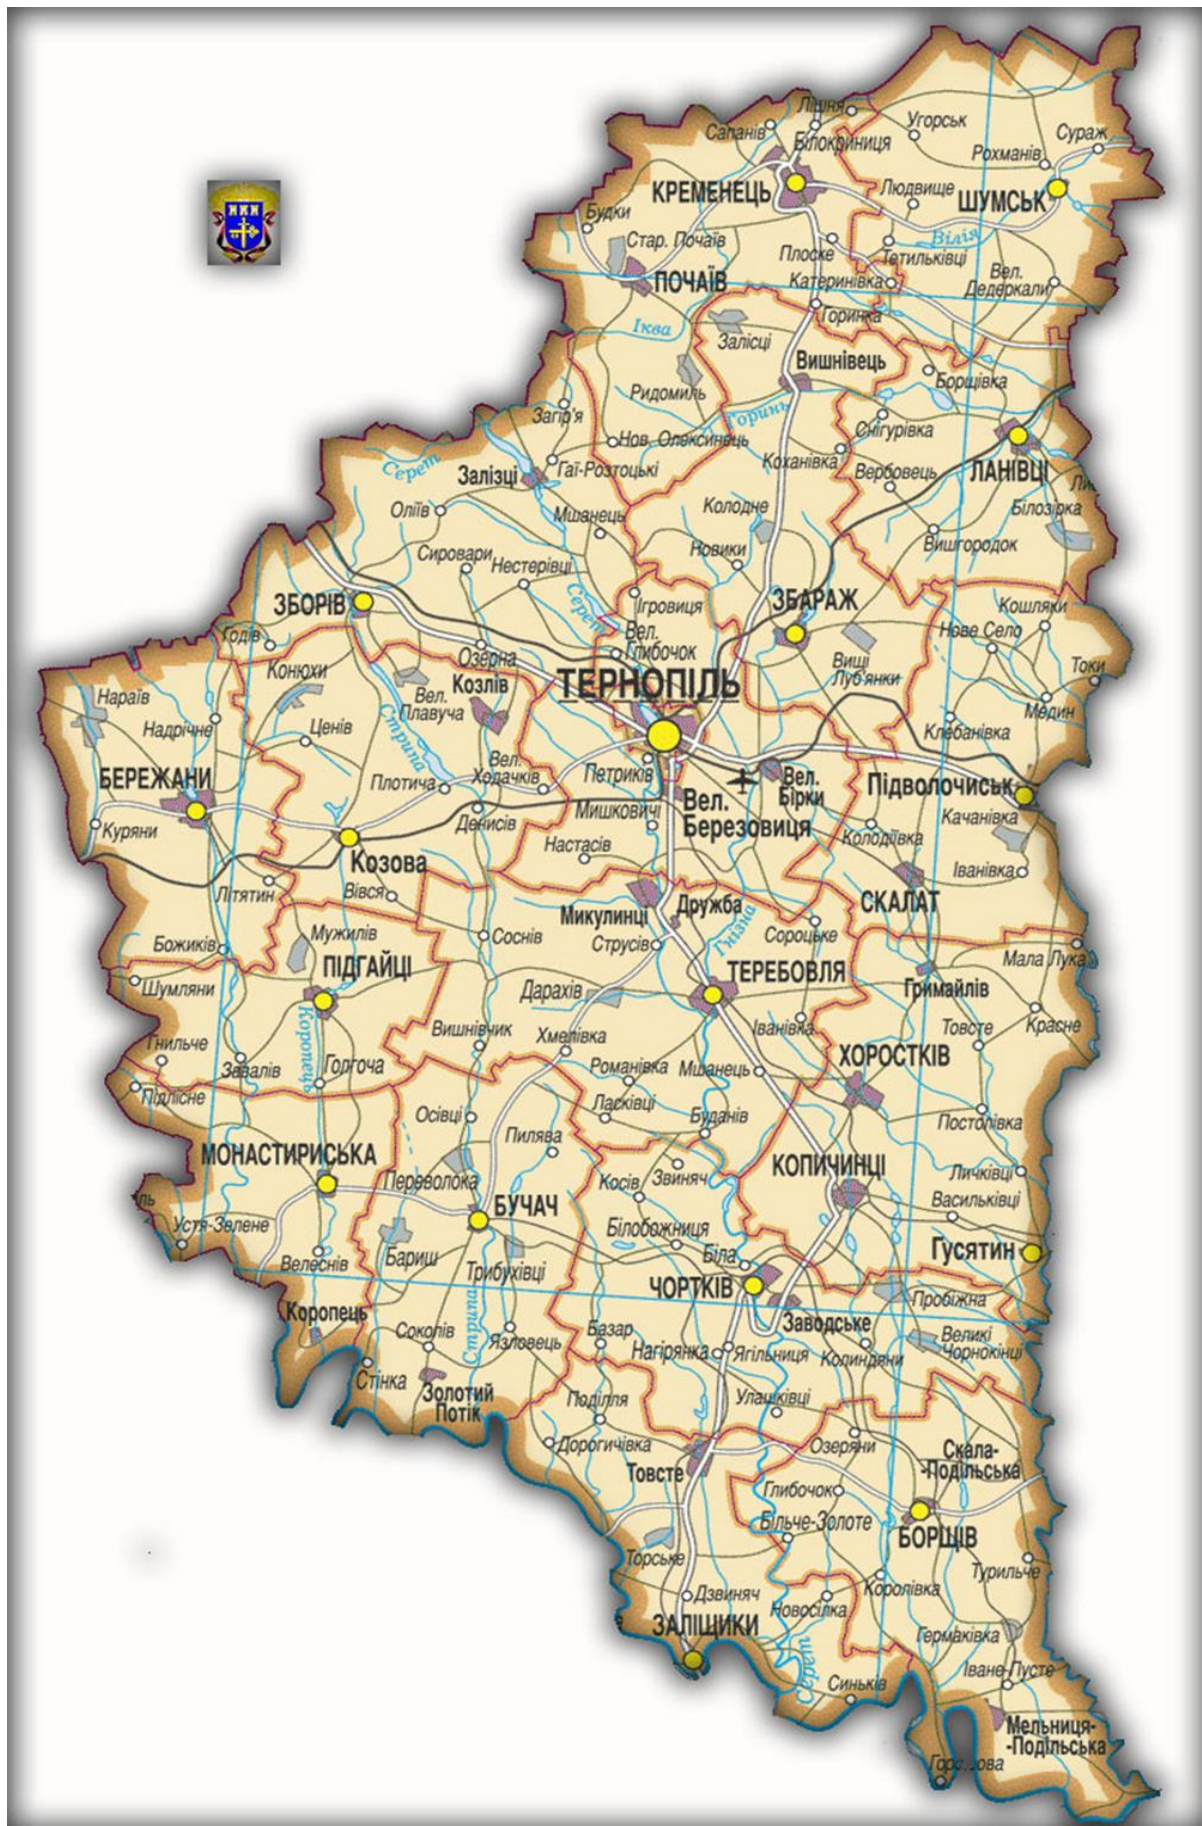 Лішня
Сапанів
Білокриниця
Угорськ
Сураж
Рохманів
КРЕМЕНЕЦЬ
Людвище
ШУМСЬК
Будки
Стар. Почаїв
Плоске
Вілія
Тетильківці
ПОЧАЇВ
Катеринівка
Вел.
Дедеркали
Горинка
Іква
Залісці
Вишнівець
Борщівка
Ридомиль
Загір'я
Горинь
Снігурівка
Нов. Олексинець
Серет
Залізці
Гаї-Розтоцькі
Коханівка
Вербовець
ЛАНІВЦІ
Оліїв
Мшанець
Колодне
Білозірка
Вишгородок
Сировари
Нестерівці
Новики
ЗБОРІВ
Серет
Ігровиця
ЗБАРАЖ
Кошляки
Нове Село
Годів
Озерна
Вел.
Глибочок
Конюхи
Козлів
ТЕРНОПІЛЬ
Вищі
Луб'янки
Токи
Нараїв
Вел.
Плавуча
Медин
Надрічне
Ценів
Стрипа
Клебанівка
БЕРЕЖАНИ
Плотича
Вел.
Ходачків
Петриків
Вел.
Бірки
Підволочиськ
Вел.
Березовиця
Куряни
Денисів
Мишковичі
Колодіївка
Качанівка
Козова
Настасів
Іванівка
Літятин
Вівся
Микулинці
Дружба
СКАЛАТ
Божиків
Мужилів
Соснів
Струсів
Гнізна
Сороцьке
Мала Лука
ПІДГАЙЦІ
ТЕРЕБОВЛЯ
Шумляни
Дарахів
Гримайлів
Коропець
Вишнівчик
Хмелівка
Іванівка
Товсте
Красне
Гнильче
Завалів
Горгоча
Романівка
Мшанець
ХОРОСТКІВ
Підлісне
Осівці
Ласківці
Буданів
Постолівка
Пилява
МОНАСТИРИСЬКА
Переволока
Косів
Звиняч
КОПИЧИНЦІ
Личківці
Васильківці
БУЧАЧ
Устя-Зелене
Білобожниця
Біла
Гусятин
Велеснів
Бариш
Трибухівці
ЧОРТКІВ
Пробіжна
Коропець
Стрипа
Заводське
Соколів
Язловець
Базар
Нагірянка
Ягільниця
Колиндяни
Великі
Чорнокінці
Стінка
Золотий
Потік
Поділля
Улашківці
Дорогичівка
Озеряни
Скала-
-Подільська
Товсте
Глибочок
Більче-Золоте
БОРЩІВ
Торське
Турильче
Дзвиняч
Королівка
Новосілка
ЗАЛІЩИКИ
Гермаківка
Серет
Іване-Пусте
Синьків
Мельниця-
-Подільська